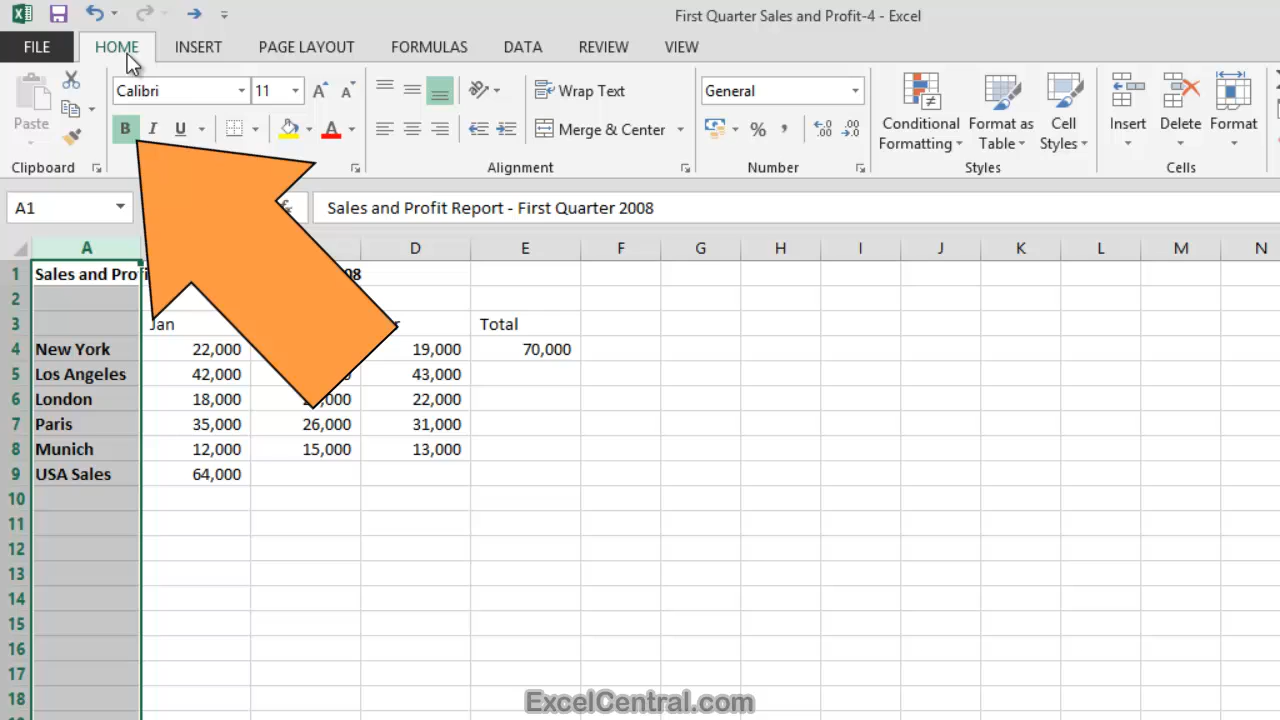 First Quarter Sales and Profit-4 - Excel
FILE HOME INSERT PAGE LAYOUT FORMULAS DATA REVIEW VIEW
Calibri 11 Wrap Text General
Paste B I U A Merge & Center % Conditional Formatting Format as Table Cell Styles Insert Delete Format
Clipboard Alignment Number Styles Cells
A1 Sales and Profit Report - First Quarter 2008
A D E F G H I J K L M N
1 Sales and Profi
2
3 Jan Total
4 New York 22,000 19,000 70,000
5 Los Angeles 42,000 43,000
6 London 18,000 22,000
7 Paris 35,000 26,000 31,000
8 Munich 12,000 15,000 13,000
9 USA Sales 64,000
10
11
12
13
14
15
16
17
18
ExcelCentral.com